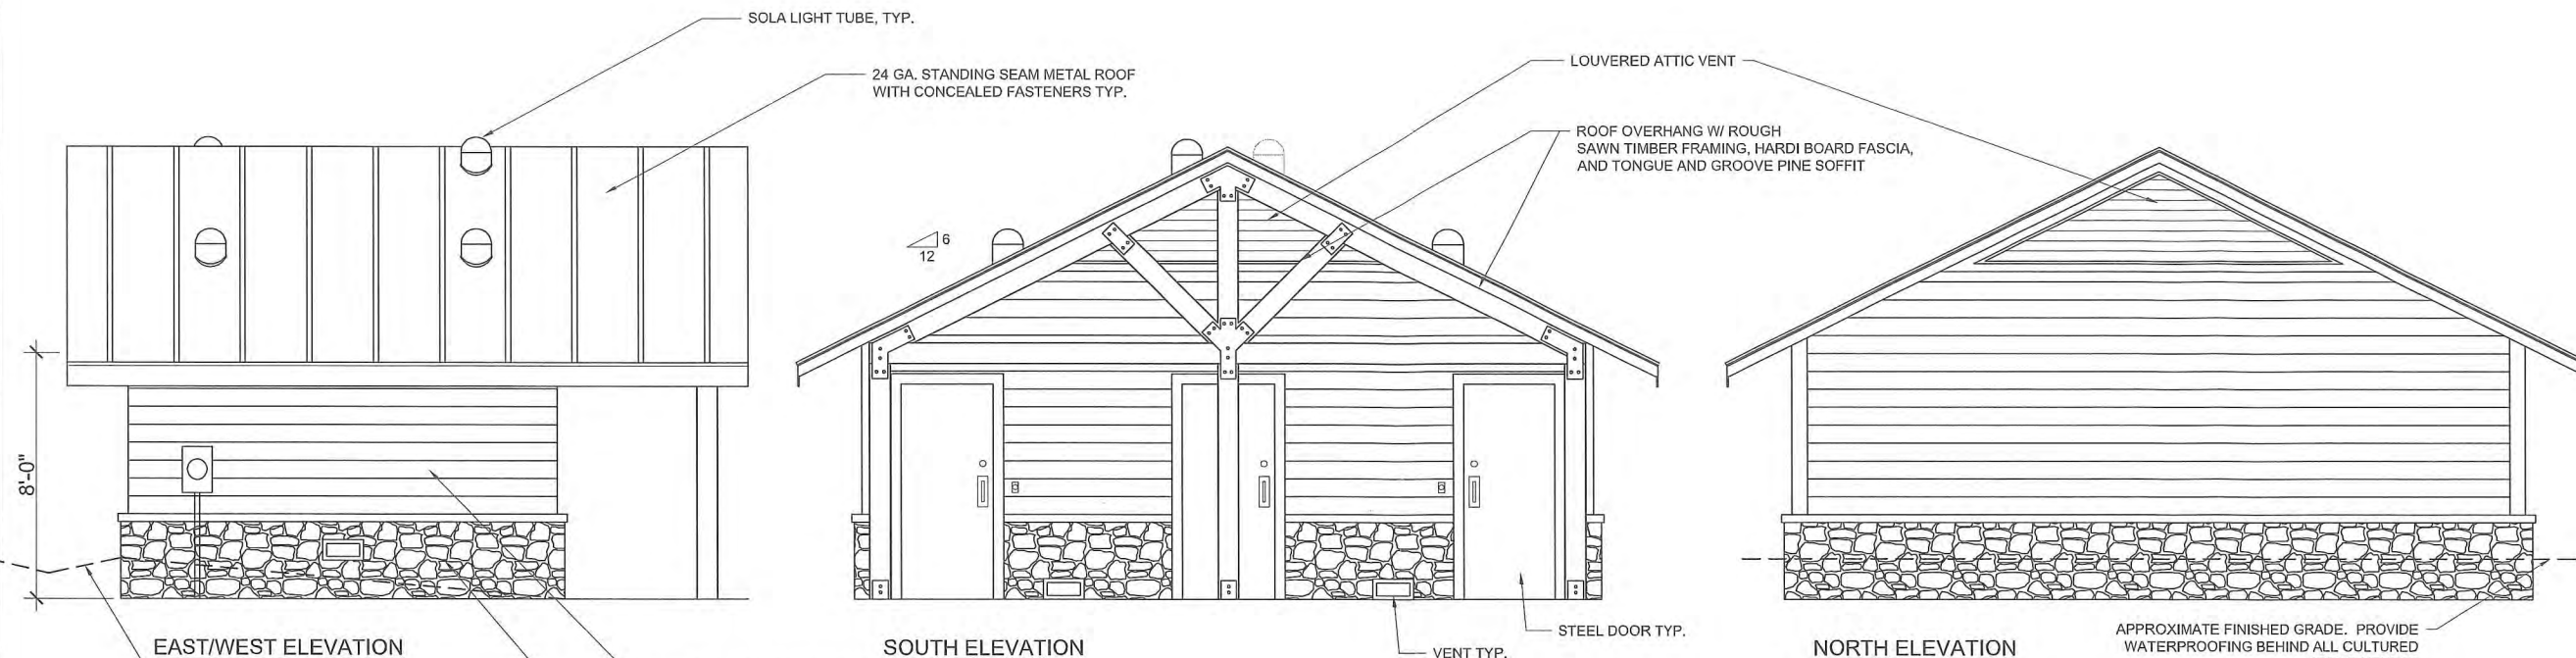 SOLA LIGHT TUBE, TYP.
24 GA. STANDING SEAM METAL ROOF
WITH CONCEALED FASTENERS TYP.
LOUVERED ATTIC VENT
ROOF OVERHANG W/ ROUGH
SAWN TIMBER FRAMING, HARDI BOARD FASCIA,
AND TONGUE AND GROOVE PINE SOFFIT
6
12
8'-0"
EAST/WEST ELEVATION
SOUTH ELEVATION
VENT TYP.
STEEL DOOR TYP.
NORTH ELEVATION
APPROXIMATE FINISHED GRADE. PROVIDE
WATERPROOFING BEHIND ALL CULTURED